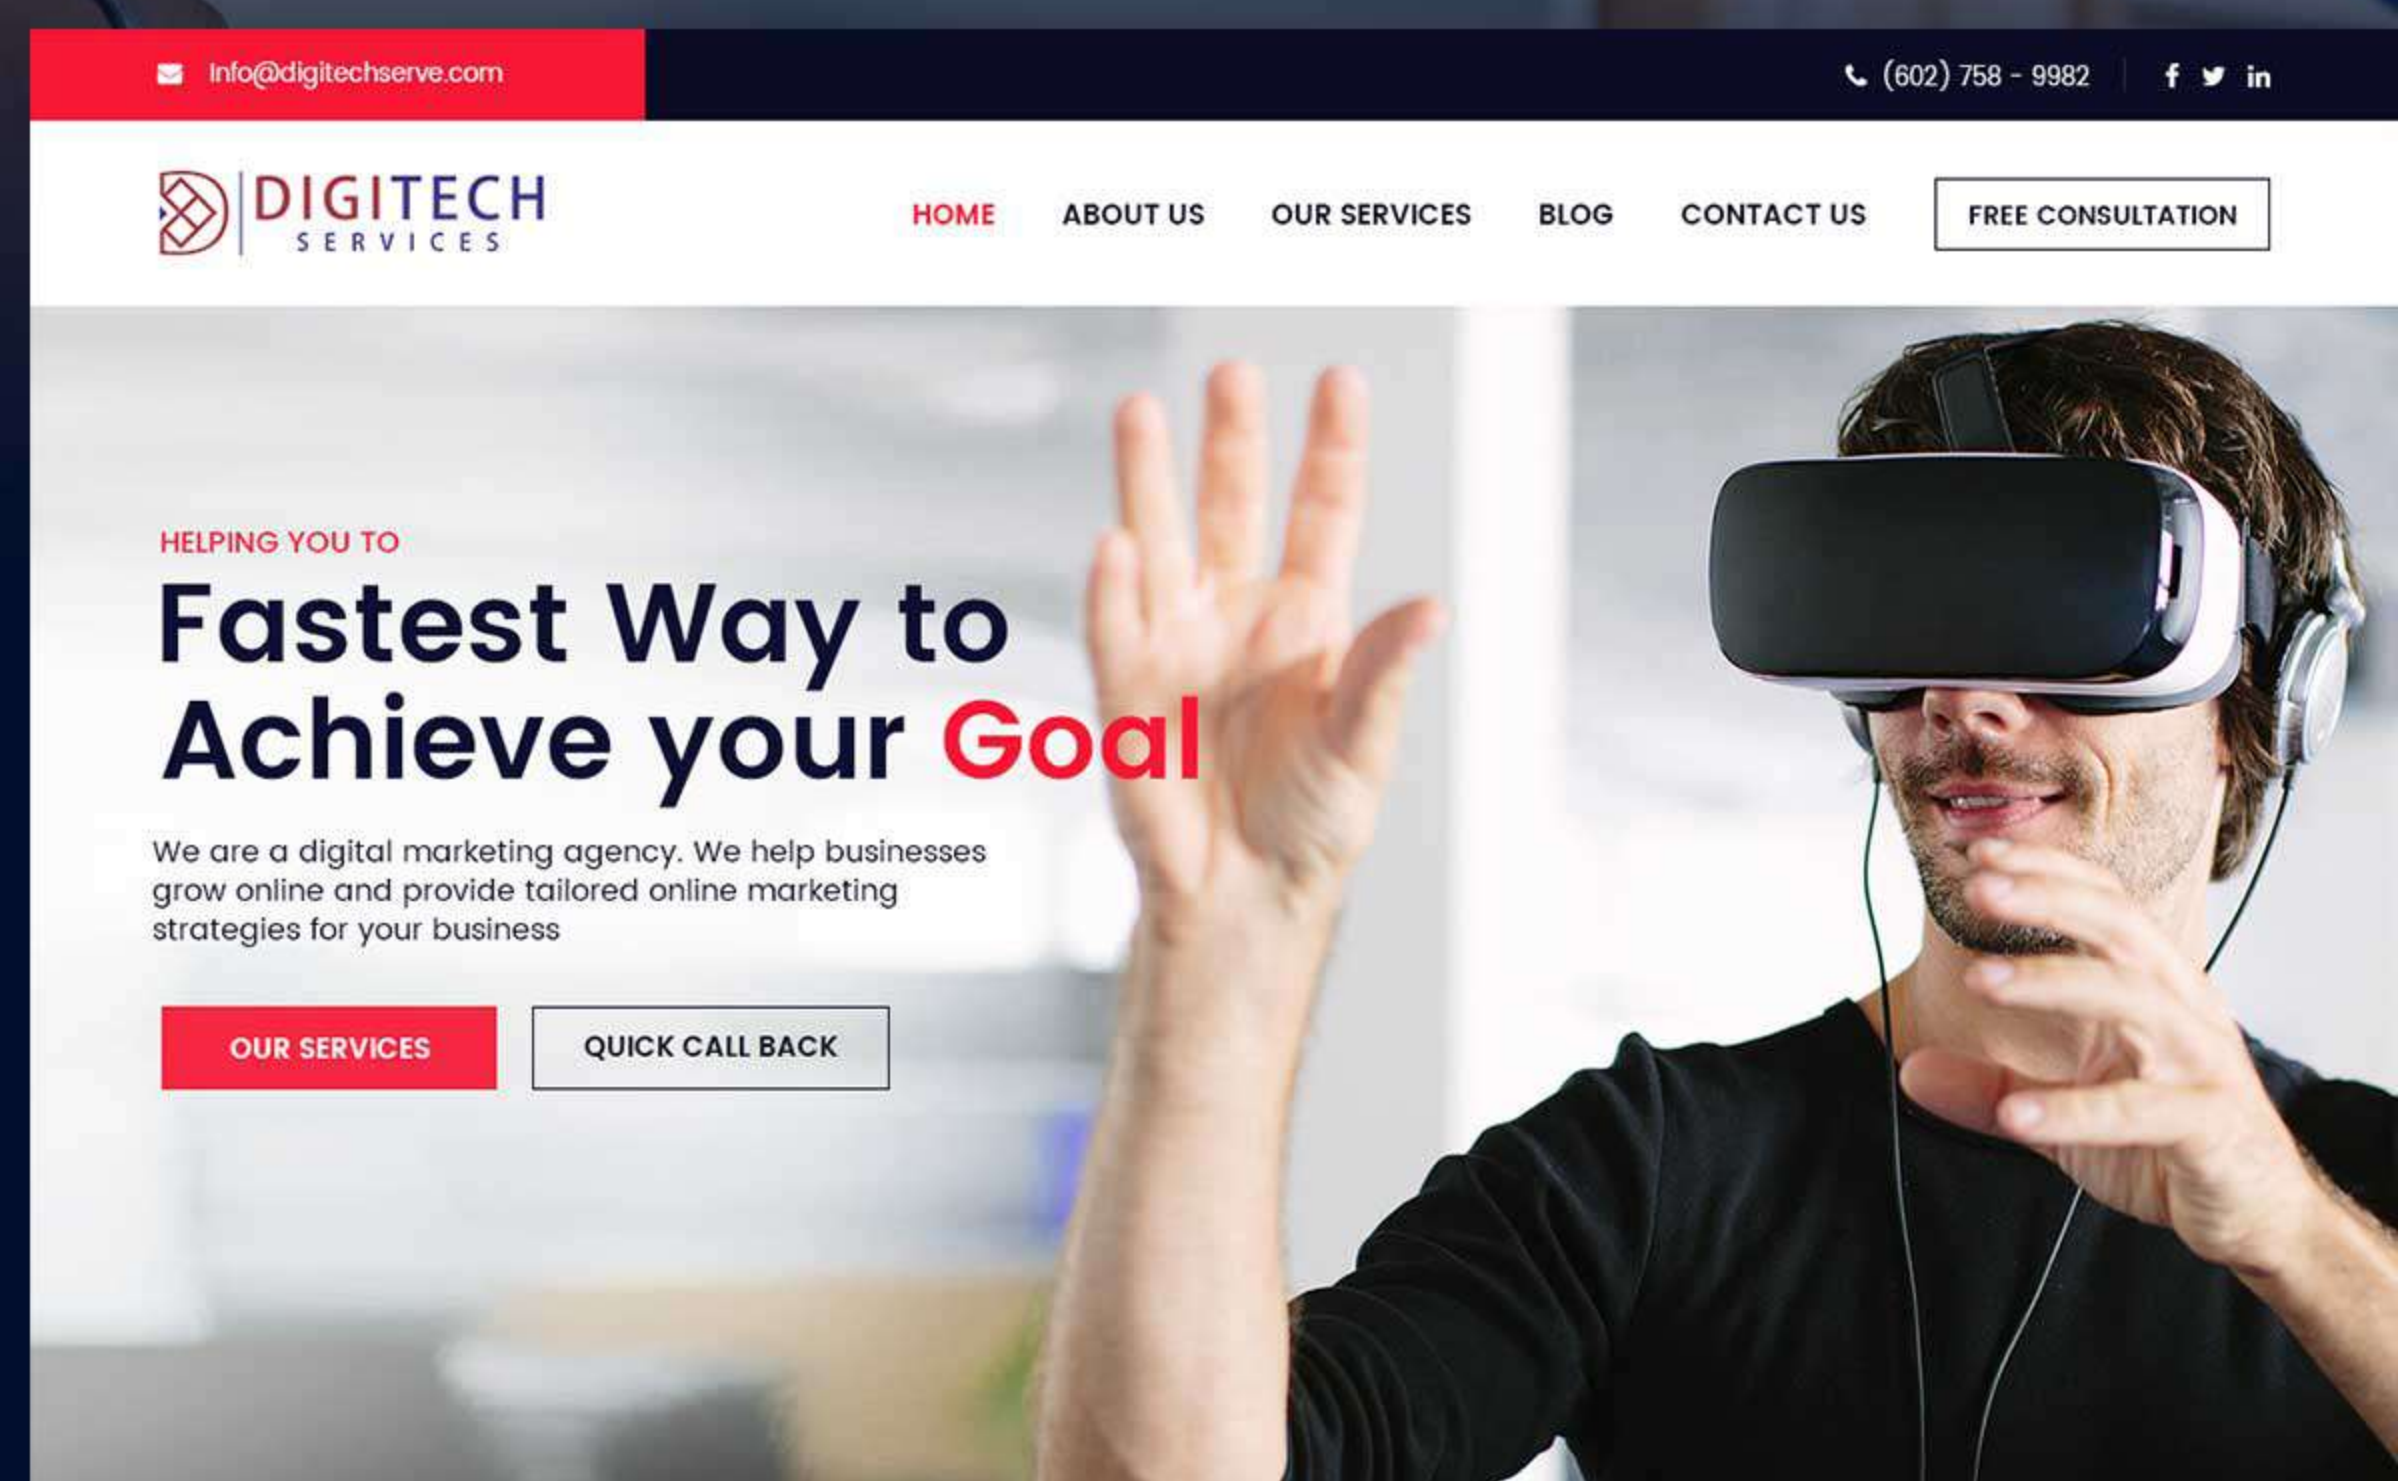 Info@digitechserve.com
(602) 758 - 9982
f in
DIGITECH
SERVICES
HOME ABOUT US OUR SERVICES BLOG CONTACT US FREE CONSULTATION
HELPING YOU TO
Fastest Way to
Achieve your Goal
We are a digital marketing agency. We help businesses
grow online and provide tailored online marketing
strategies for your business
OUR SERVICES QUICK CALL BACK